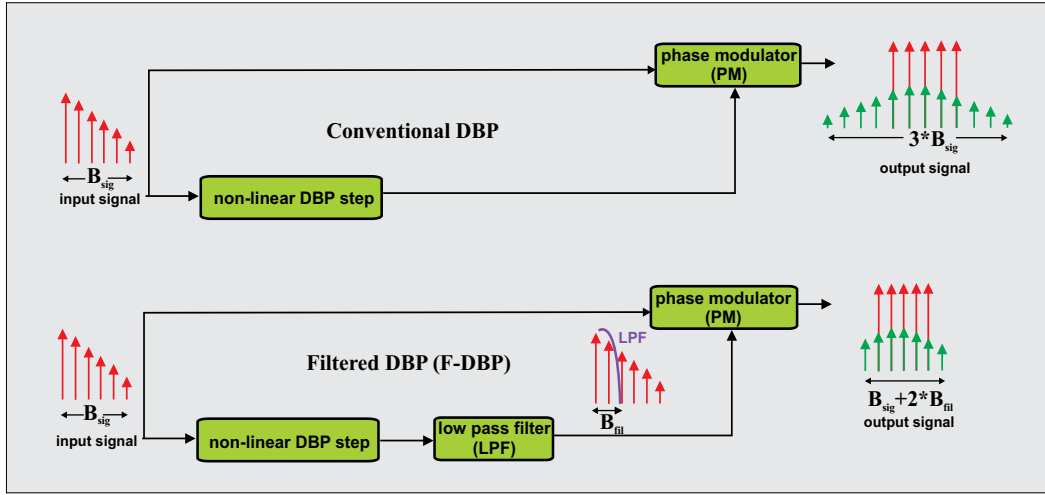 phase modulator
(PM)
Conventional DBP
B_sig
input signal
non-linear DBP step
3*B_sig
output signal
phase modulator
(PM)
LPF
Filtered DBP (F-DBP)
B_sig
input signal
non-linear DBP step
low pass filter
(LPF)
B_fil
B_sig+2*B_fil
output signal